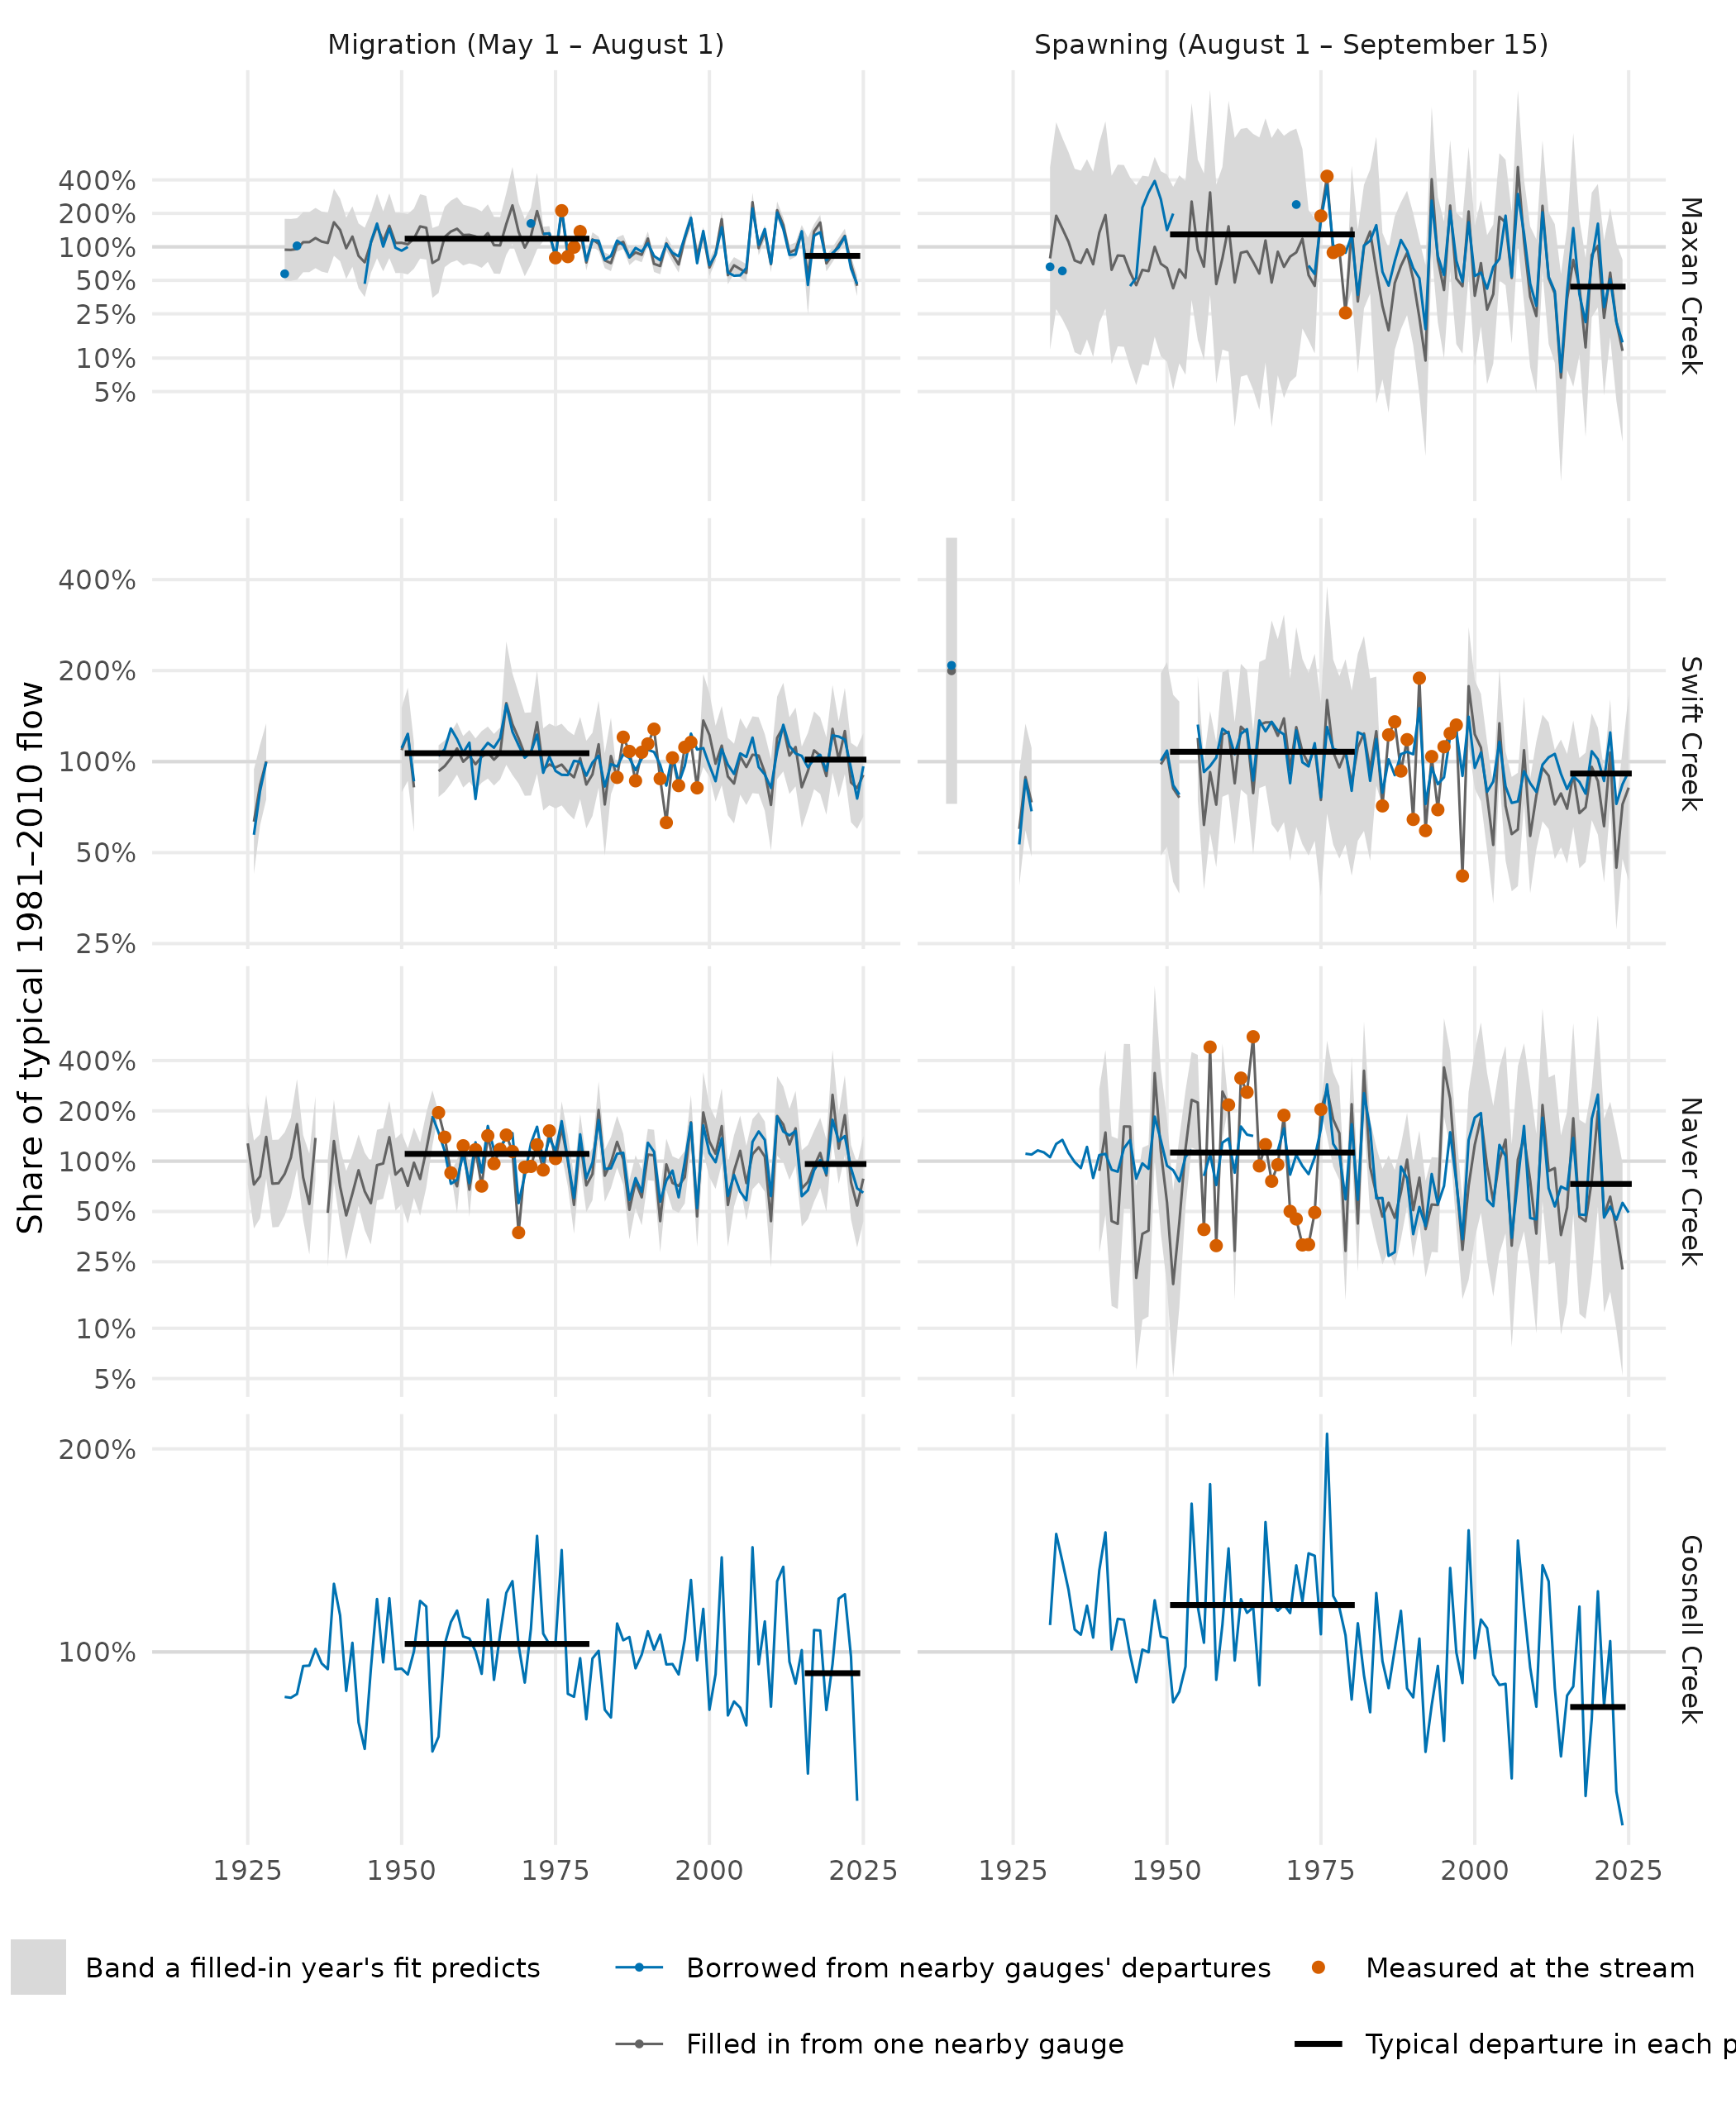 Migration (May 1 – August 1)
Spawning (August 1 – September 15)
Share of typical 1981–2010 flow
400%
200%
100%
50%
25%
10%
5%
Maxan Creek
400%
200%
100%
50%
25%
Swift Creek
400%
200%
100%
50%
25%
10%
5%
Naver Creek
200%
100%
Gosnell Creek
1925 1950 1975 2000 2025
1925 1950 1975 2000 2025
Band a filled-in year's fit predicts
Borrowed from nearby gauges' departures
Measured at the stream
Filled in from one nearby gauge
Typical departure in each p